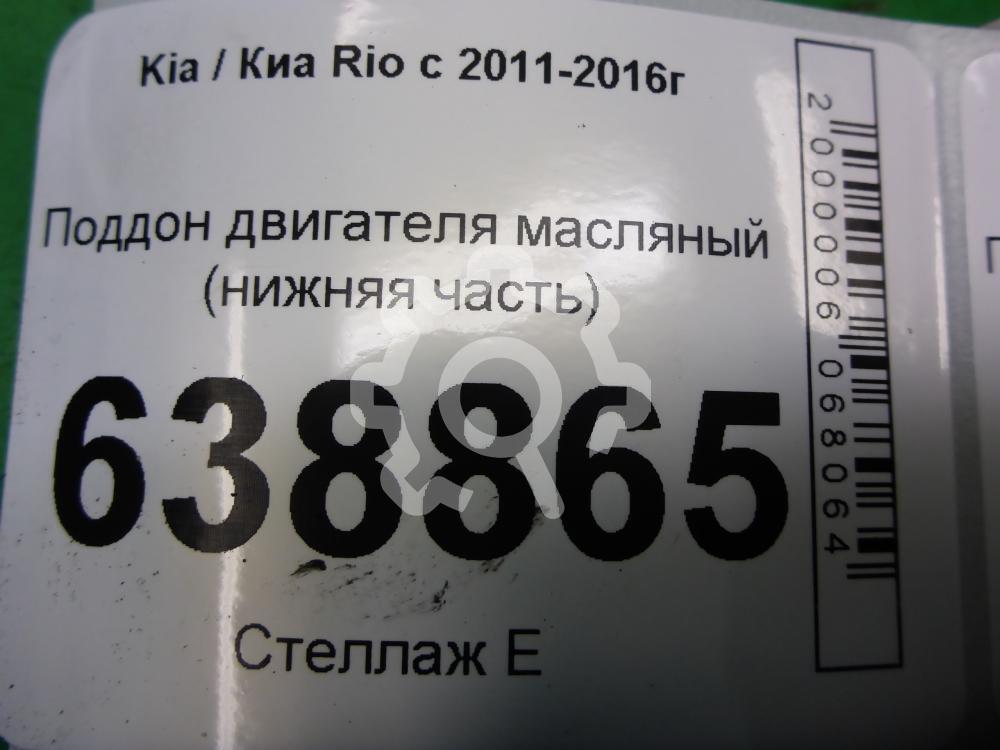 Kia / Киа Rio с 2011-2016г
Поддон двигателя масляный
(нижняя часть)
638865
Стеллаж Е
2000006068064